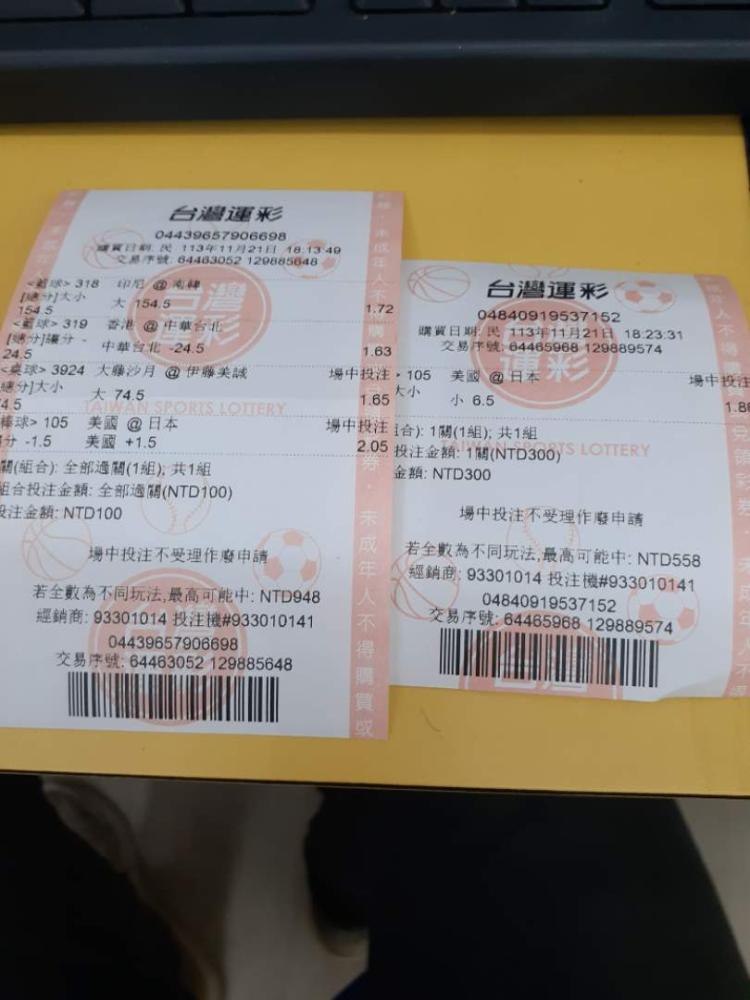 台灣運彩
04439657906698
購買日期: 民 113年11月21日 18:13:49
交易序號: 64463052 129885648
<籃球> 318 印尼 @ 南韓
[總分]大小 大 154.5
154.5 1.72
<籃球> 319 香港 @ 中華台北
[總分]讓分 - 中華台北 -24.5
24.5 1.63
<桌球> 3924 大藤沙月 @ 伊藤美誠 場中投注
總分]大小 大 74.5
4.5 1.65
TAIWAN SPORTS LOTTERY
棒球> 105 美國 @ 日本 場中投注
分 -1.5 美國 +1.5 2.05
關(組合): 全部過關(1組); 共1組
組合投注金額: 全部過關(NTD100)
投注金額: NTD100
場中投注不受理作廢申請
若全數為不同玩法,最高可能中: NTD948
經銷商: 93301014 投注機#933010141
04439657906698
交易序號: 64463052 129885648
未成年人不得購買或
台灣運彩
04840919537152
購買日期: 民 113年11月21日 18:23:31
交易序號: 64465968 129889574
> 105 美國 @ 日本 場中投注
大小 小 6.5
組合): 1關(1組); 共1組
TAIWAN SPORTS LOTTERY
投注金額: 1關(NTD300)
金額: NTD300
場中投注不受理作廢申請
若全數為不同玩法,最高可能中: NTD558
經銷商: 93301014 投注機#933010141
04840919537152
交易序號: 64465968 129889574